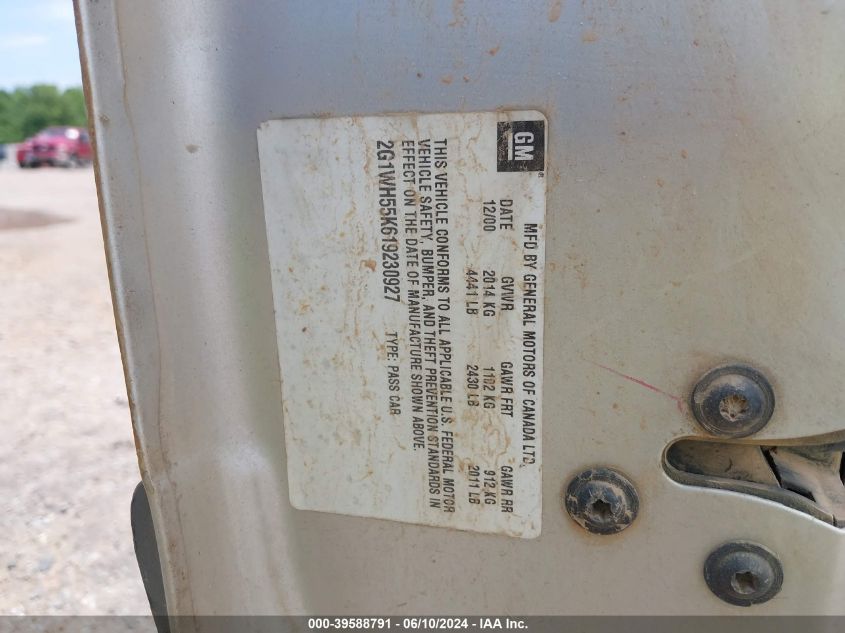 GM
MFD BY GENERAL MOTORS OF CANADA LTD.
DATE GVWR GAWR FRT GAWR RR
12/00 2014 KG 1102 KG 912 KG
4441 LB 2430 LB 2011 LB
THIS VEHICLE CONFORMS TO ALL APPLICABLE U.S. FEDERAL MOTOR
VEHICLE SAFETY, BUMPER, AND THEFT PREVENTION STANDARDS IN
EFFECT ON THE DATE OF MANUFACTURE SHOWN ABOVE.
2G1WH55K619230927 TYPE: PASS CAR
000-39588791 - 06/10/2024 - IAA Inc.